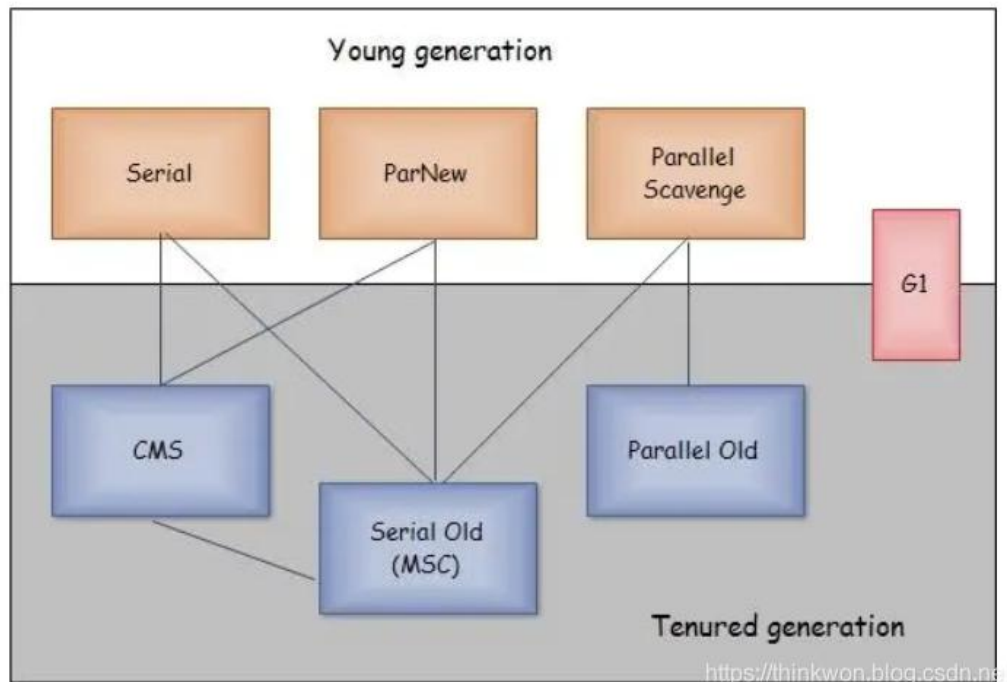 Young generation
Serial
ParNew
Parallel
Scavenge
G1
CMS
Parallel Old
Serial Old
(MSC)
Tenured generation
https://thinkwon.blog.csdn.ne